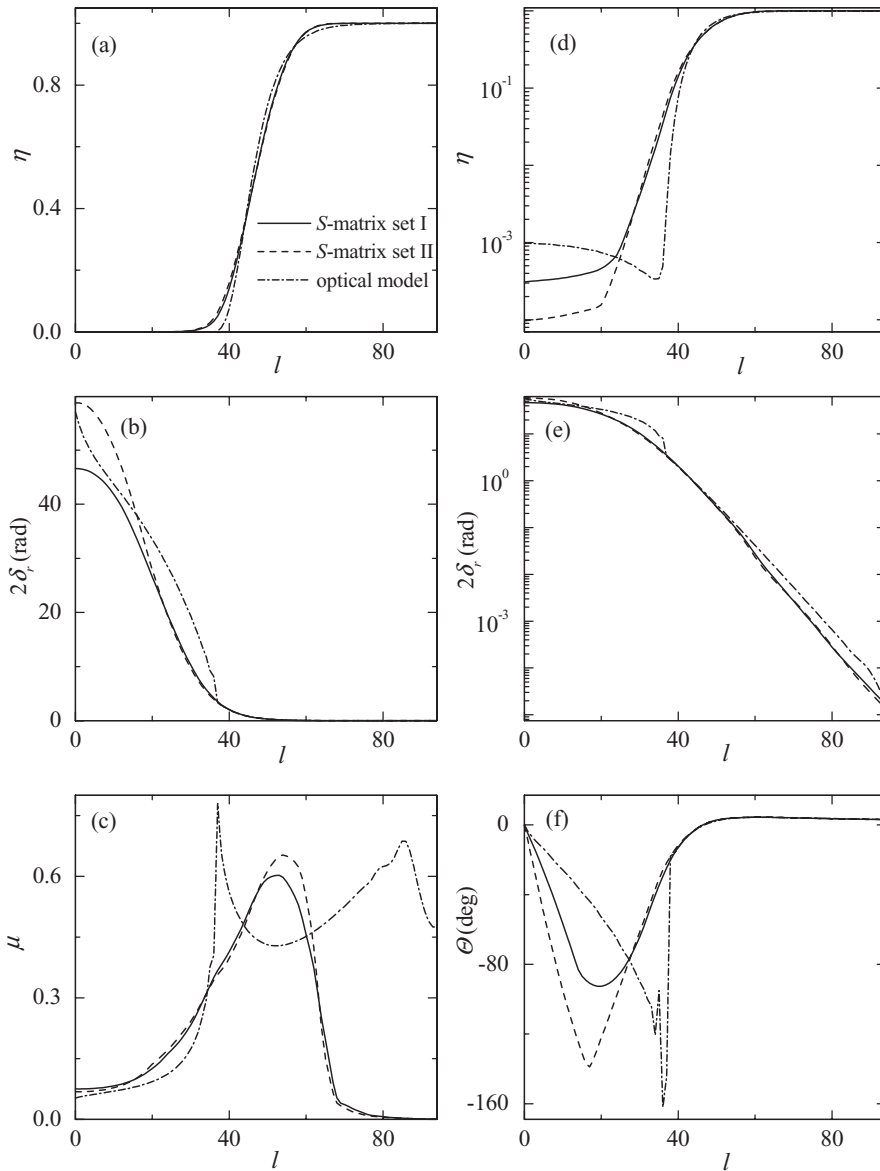 (a)
η
0.8
0.4
0.0
0
40
80
l
S-matrix set I
S-matrix set II
optical model
(d)
η
10⁻¹
10⁻³
0
40
80
l
(b)
2δᵣ (rad)
40
20
0
0
40
80
l
(e)
2δᵣ (rad)
10⁰
10⁻³
0
40
80
l
(c)
μ
0.6
0.3
0.0
0
40
80
l
(f)
Θ (deg)
0
-80
-160
0
40
80
l